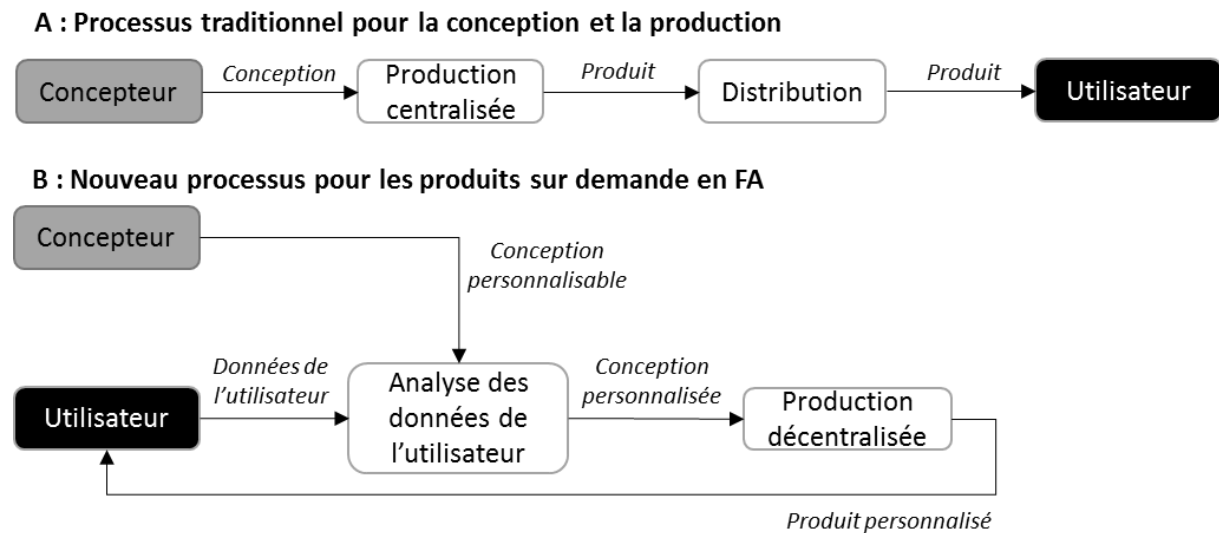 A : Processus traditionnel pour la conception et la production
Concepteur
Conception
Production
centralisée
Produit
Distribution
Produit
Utilisateur
B : Nouveau processus pour les produits sur demande en FA
Concepteur
Conception
personnalisable
Utilisateur
Données de
l’utilisateur
Analyse des
données de
l’utilisateur
Conception
personnalisée
Production
décentralisée
Produit personnalisé